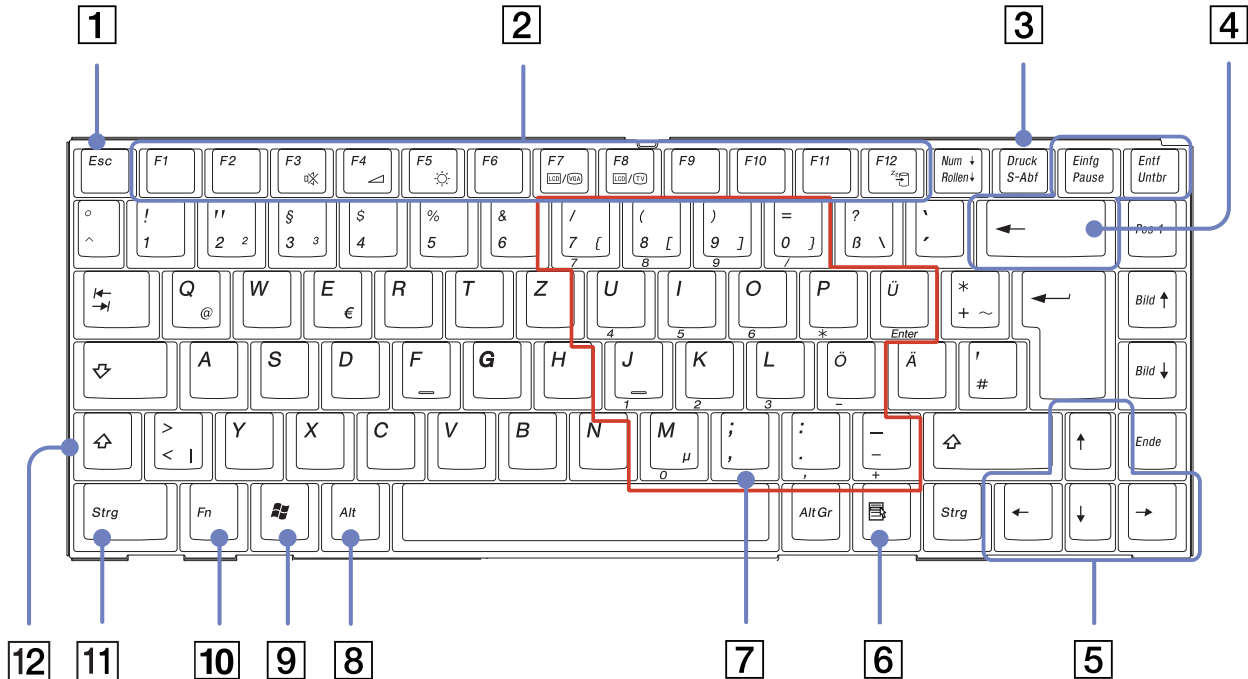 1 2 3 4
Esc F1 F2 F3 F4 F5 F6 F7 F8 F9 F10 F11 F12 Num ↓ Druck Einfg Entf
LCD / VGA LCD / TV Zzz Rollen ↓ S-Abf Pause Untbr
° ! " § $ % & / ( ) = ? ` ←
^ 1 2 ² 3 ³ 4 5 6 7 { 8 [ 9 ] 0 } ß \ ´ Pos 1
7 8 9 /
Q W E R T Z U I O P Ü * Bild ↑
@ € + ~
4 5 6 * Enter
A S D F G H J K L Ö Ä ' Bild ↓
#
1 2 3 -
> Y X C V B N M ; : — Ende
< | µ , . –
0 , +
Strg Fn Alt Alt Gr Strg ← ↓ →
12 11 10 9 8 7 6 5